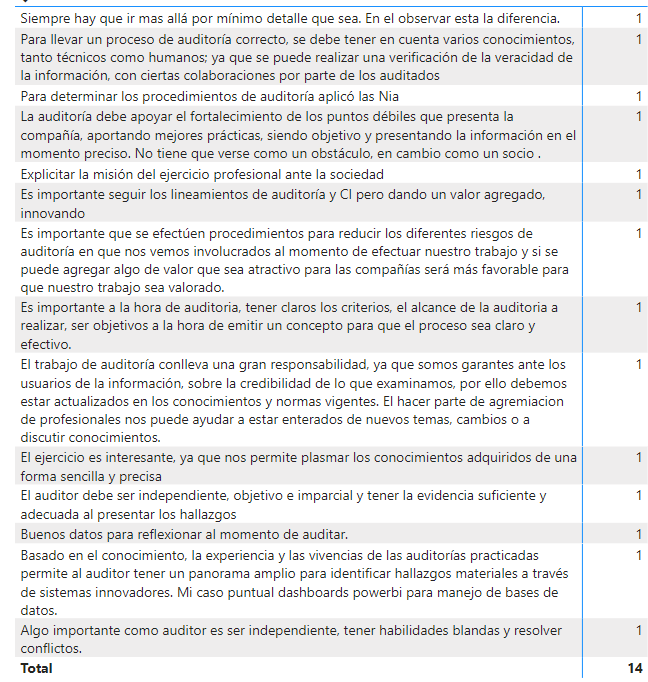 Siempre hay que ir mas allá por mínimo detalle que sea. En el observar esta la diferencia. 1
Para llevar un proceso de auditoría correcto, se debe tener en cuenta varios conocimientos, 1
tanto técnicos como humanos; ya que se puede realizar una verificación de la veracidad de
la información, con ciertas colaboraciones por parte de los auditados
Para determinar los procedimientos de auditoría aplicó las Nia 1
La auditoría debe apoyar el fortalecimiento de los puntos débiles que presenta la 1
compañía, aportando mejores prácticas, siendo objetivo y presentando la información en el
momento preciso. No tiene que verse como un obstáculo, en cambio como un socio .
Explicitar la misión del ejercicio profesional ante la sociedad 1
Es importante seguir los lineamientos de auditoría y CI pero dando un valor agregado, 1
innovando
Es importante que se efectúen procedimientos para reducir los diferentes riesgos de 1
auditoría en que nos vemos involucrados al momento de efectuar nuestro trabajo y si se
puede agregar algo de valor que sea atractivo para las compañías será más favorable para
que nuestro trabajo sea valorado.
Es importante a la hora de auditoria, tener claros los criterios, el alcance de la auditoria a 1
realizar, ser objetivos a la hora de emitir un concepto para que el proceso sea claro y
efectivo.
El trabajo de auditoría conlleva una gran responsabilidad, ya que somos garantes ante los 1
usuarios de la información, sobre la credibilidad de lo que examinamos, por ello debemos
estar actualizados en los conocimientos y normas vigentes. El hacer parte de agremiacion
de profesionales nos puede ayudar a estar enterados de nuevos temas, cambios o a
discutir conocimientos.
El ejercicio es interesante, ya que nos permite plasmar los conocimientos adquiridos de una 1
forma sencilla y precisa
El auditor debe ser independiente, objetivo e imparcial y tener la evidencia suficiente y 1
adecuada al presentar los hallazgos
Buenos datos para reflexionar al momento de auditar. 1
Basado en el conocimiento, la experiencia y las vivencias de las auditorías practicadas 1
permite al auditor tener un panorama amplio para identificar hallazgos materiales a través
de sistemas innovadores. Mi caso puntual dashboards powerbi para manejo de bases de
datos.
Algo importante como auditor es ser independiente, tener habilidades blandas y resolver 1
conflictos.
Total 14